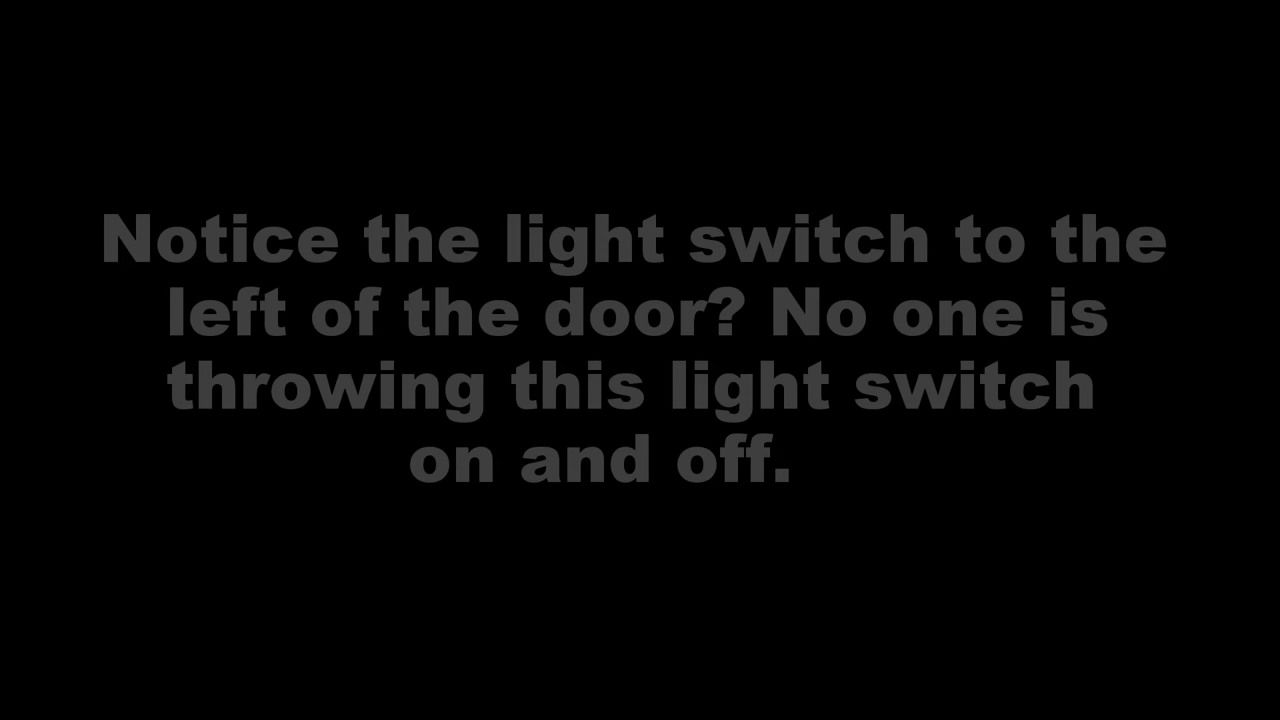 Notice the light switch to the
left of the door? No one is
throwing this light switch
on and off.